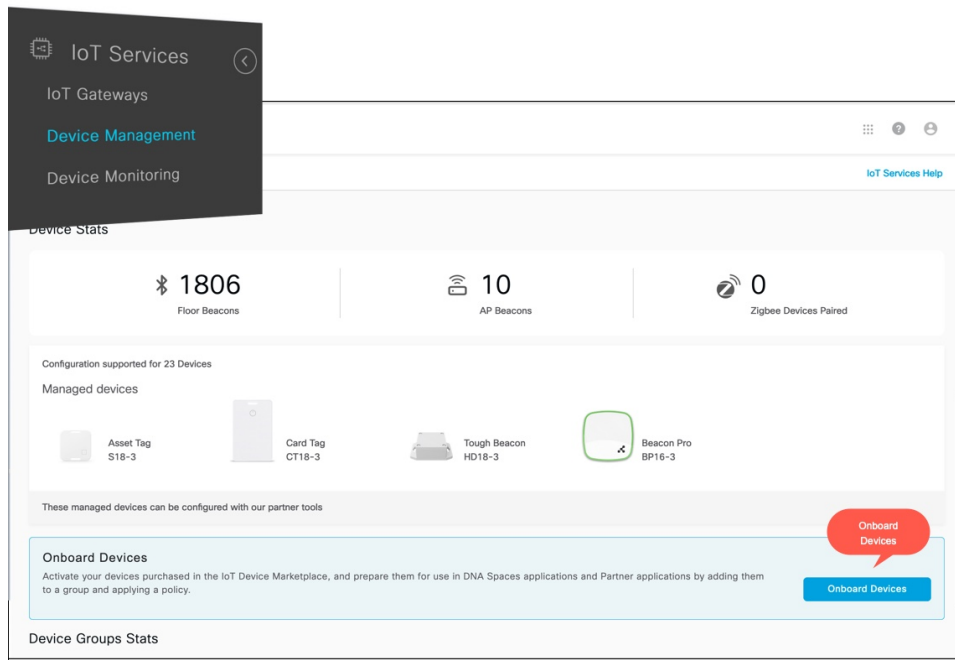 IoT Services
IoT Gateways
Device Management
Device Monitoring
IoT Services Help
Device Stats
1806
Floor Beacons
10
AP Beacons
0
Zigbee Devices Paired
Configuration supported for 23 Devices
Managed devices
Asset Tag
S18-3
Card Tag
CT18-3
Tough Beacon
HD18-3
Beacon Pro
BP16-3
These managed devices can be configured with our partner tools
Onboard
Devices
Onboard Devices
Activate your devices purchased in the IoT Device Marketplace, and prepare them for use in DNA Spaces applications and Partner applications by adding them
to a group and applying a policy.
Onboard Devices
Device Groups Stats